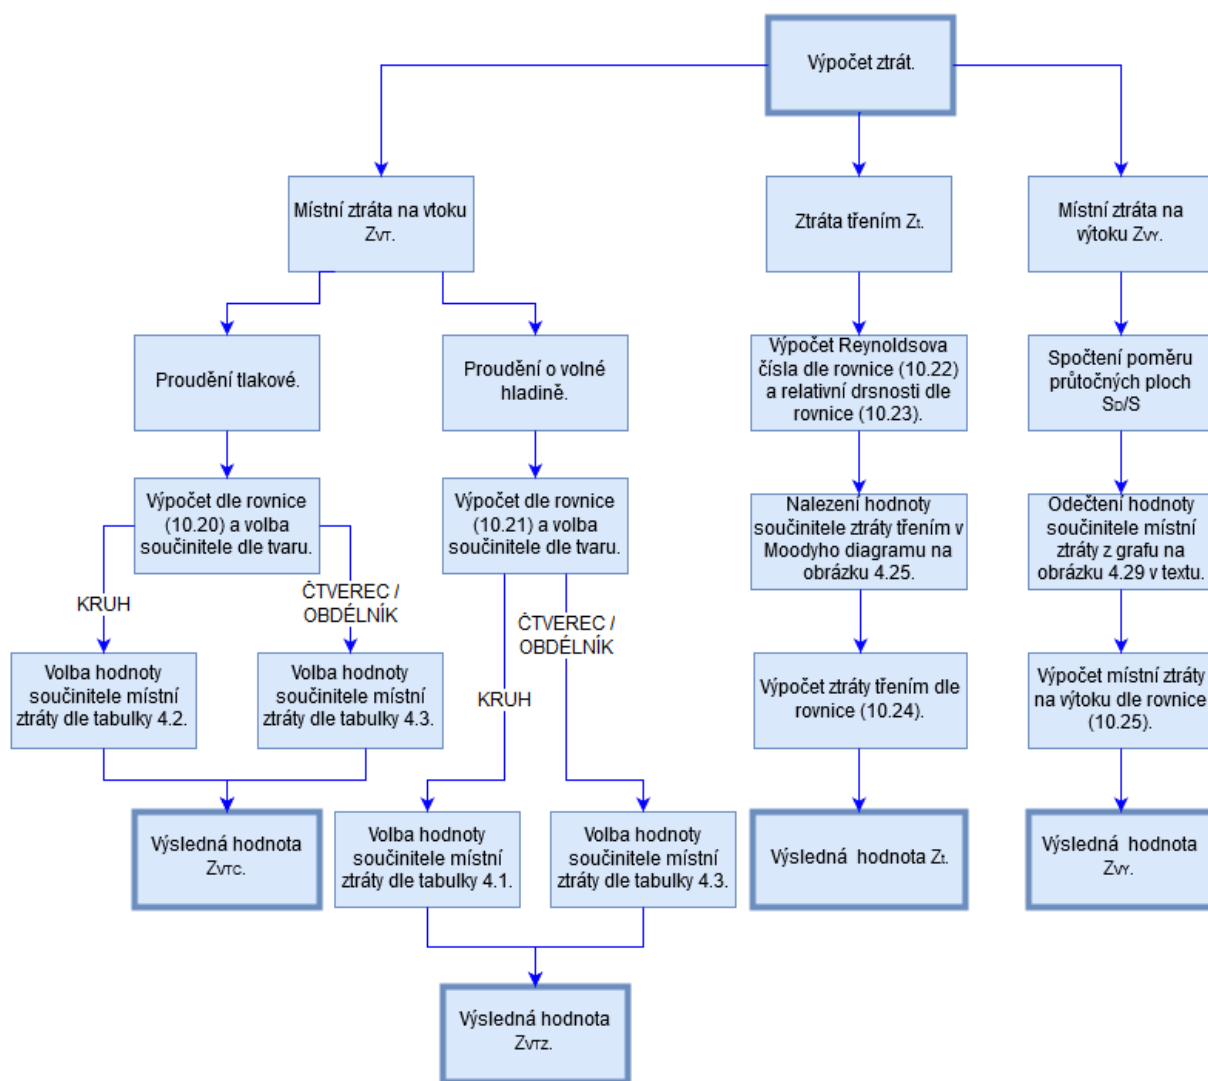 Výpočet ztrát.
Místní ztráta na vtoku
ZVT.
Ztráta třením Zt.
Místní ztráta na
výtoku ZVY.
Proudění tlakové.
Proudění o volné
hladině.
Výpočet Reynoldsova
čísla dle rovnice (10.22)
a relativní drsnosti dle
rovnice (10.23).
Spočtení poměru
průtočných ploch
SD/S
Výpočet dle rovnice
(10.20) a volba
součinitele dle tvaru.
Výpočet dle rovnice
(10.21) a volba
součinitele dle tvaru.
Nalezení hodnoty
součinitele ztráty třením v
Moodyho diagramu na
obrázku 4.25.
Odečtení hodnoty
součinitele místní
ztráty z grafu na
obrázku 4.29 v textu.
KRUH
ČTVEREC /
OBDÉLNÍK
KRUH
ČTVEREC /
OBDÉLNÍK
Volba hodnoty
součinitele místní
ztráty dle tabulky 4.2.
Volba hodnoty
součinitele místní
ztráty dle tabulky 4.3.
Výpočet ztráty třením dle
rovnice (10.24).
Výpočet místní ztráty
na výtoku dle rovnice
(10.25).
Výsledná hodnota
ZVTC.
Volba hodnoty
součinitele místní
ztráty dle tabulky 4.1.
Volba hodnoty
součinitele místní
ztráty dle tabulky 4.3.
Výsledná hodnota Zt.
Výsledná hodnota
ZVY.
Výsledná hodnota
ZVTZ.